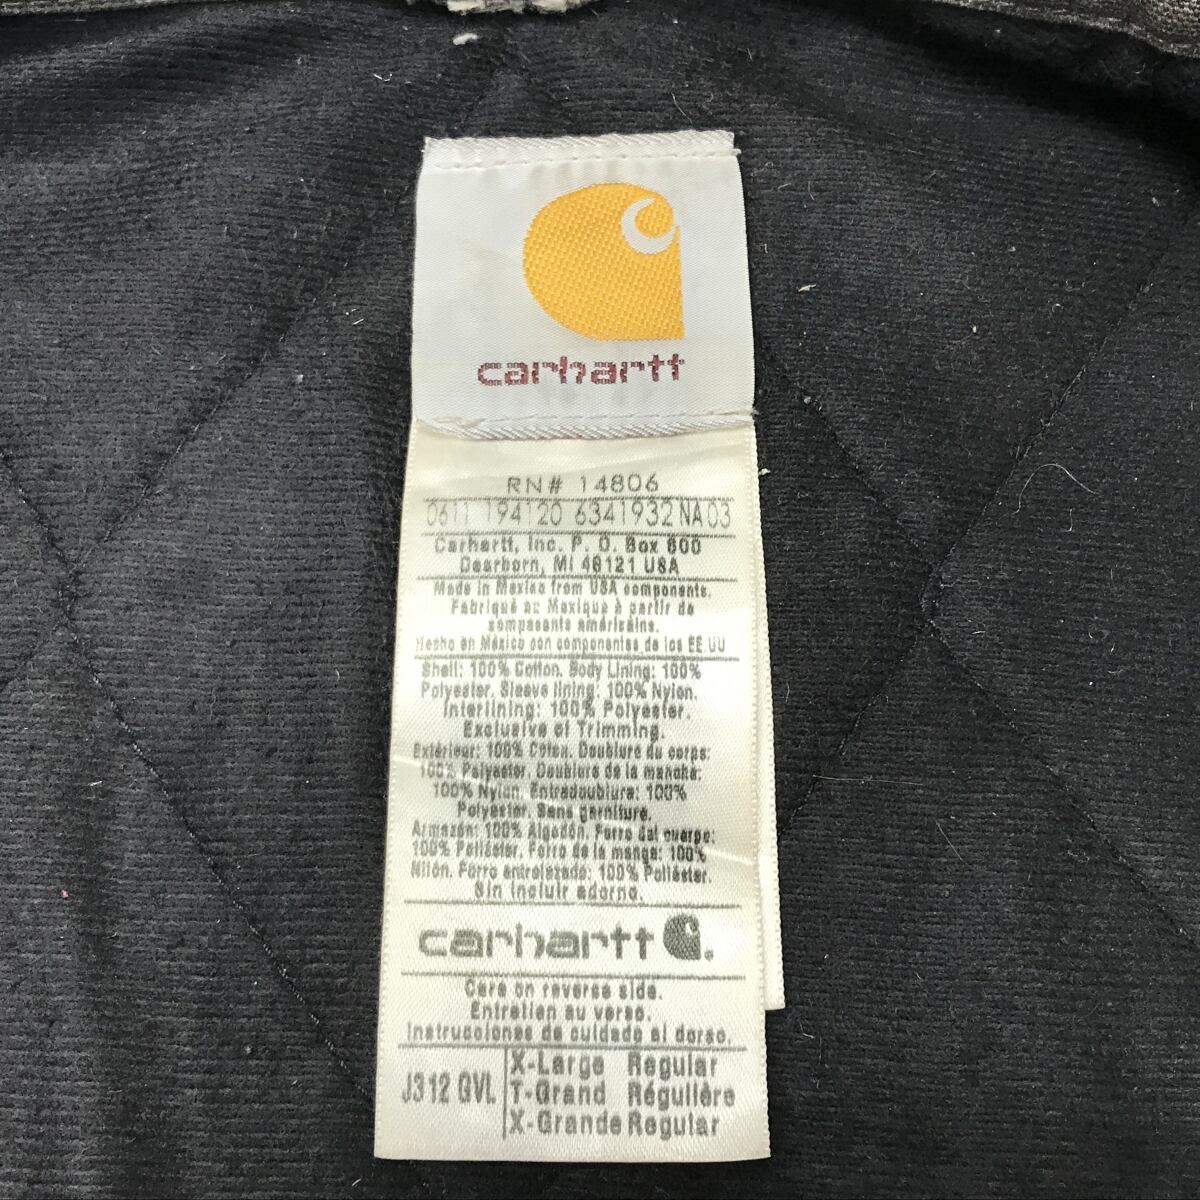 carhartt
RN# 14806
0611 194120 6341932 NA 03
Carhartt, Inc. P. O. Box 600
Dearborn, MI 48121 USA
Made in Mexico from USA components.
Fabriqué au Mexique à partir de
composants américains.
Hecho en México con componentes de los EE.UU
Shell: 100% Cotton. Body Lining: 100%
Polyester. Sleeve lining: 100% Nylon.
Interlining: 100% Polyester.
Exclusive of Trimming.
Extérieur: 100% Coton. Doublure du corps:
100% Polyester. Doublure de la manche:
100% Nylon. Entredoublure: 100%
Polyester. Sans garniture.
Armazón: 100% Algodón. Forro del cuerpo:
100% Poliéster. Forro de la manga: 100%
Nilón. Forro entrelazado: 100% Poliéster.
Sin incluir adorno.
carhartt
Care on reverse side.
Entretien au verso.
Instrucciones de cuidado al dorso.
J312 GVL
X-Large Regular
T-Grand Régulière
X-Grande Regular